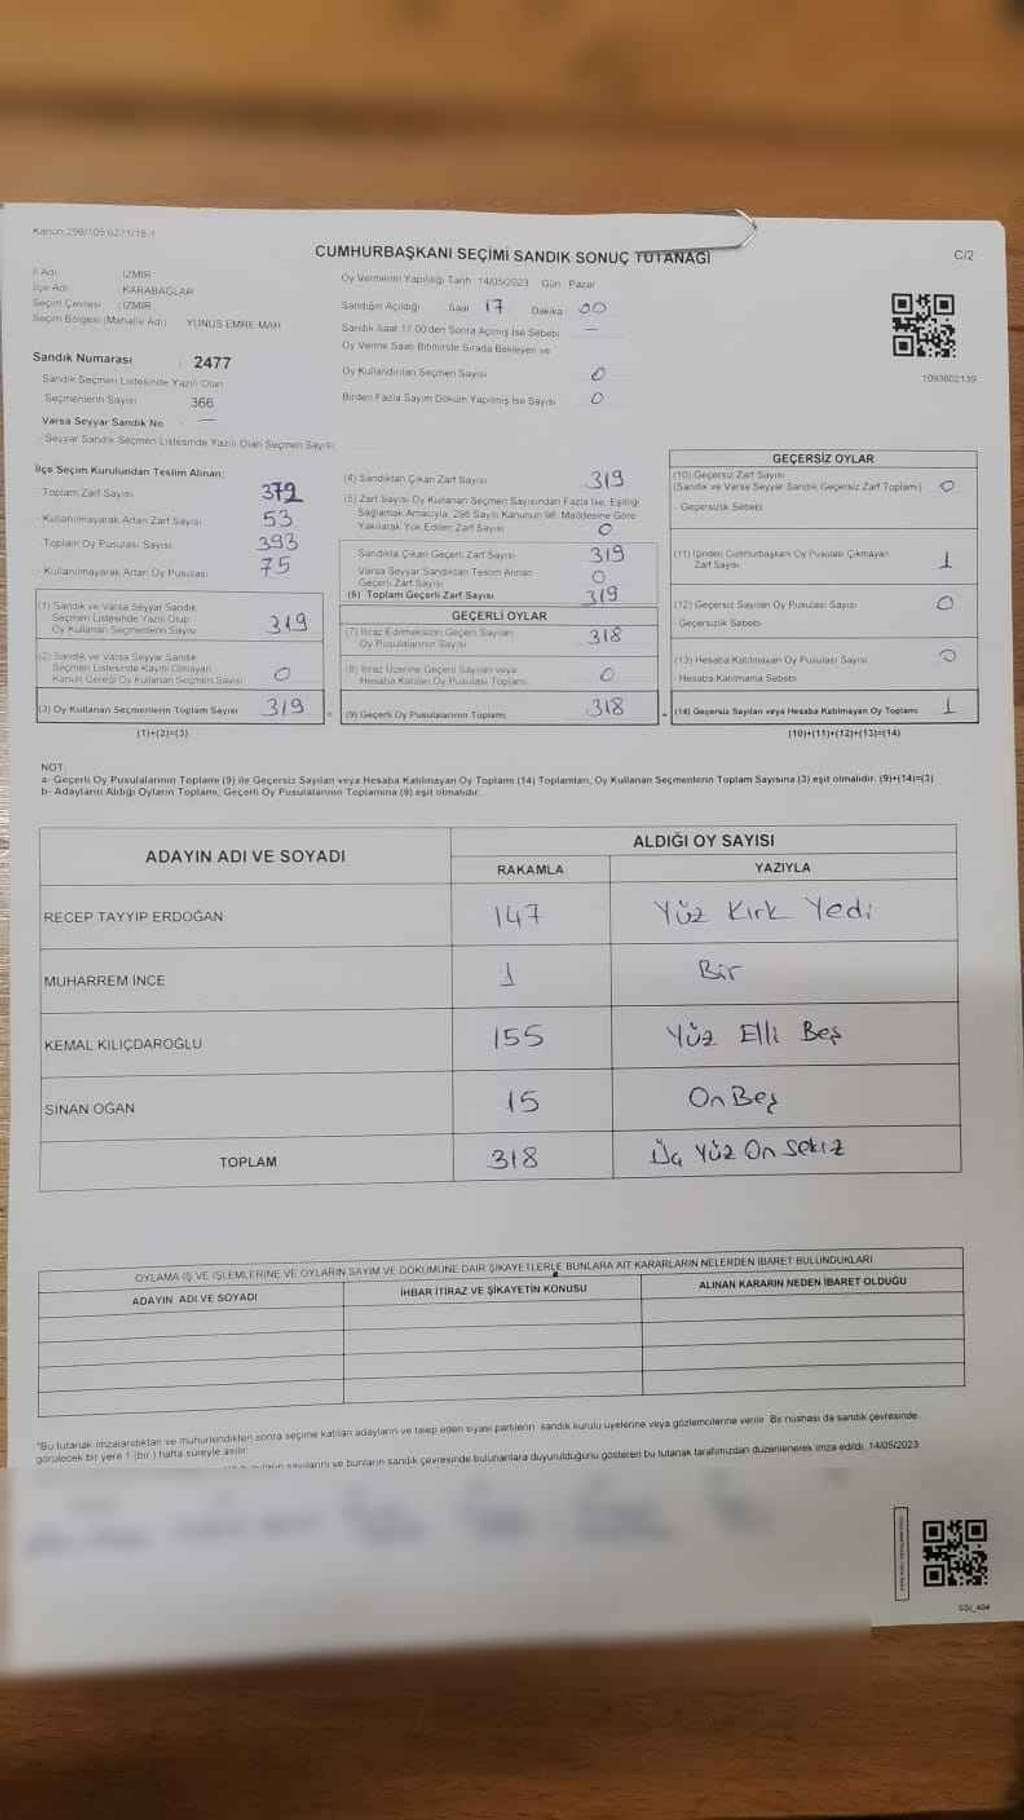 Kanun:298/105;6271/18-1
CUMHURBAŞKANI SEÇİMİ SANDIK SONUÇ TUTANAĞI
C/2
İl Adı : İZMİR
İlçe Adı : KARABAĞLAR
Seçim Çevresi : İZMİR
Seçim Bölgesi (Mahalle Adı) YUNUS EMRE MAH.
Sandık Numarası : 2477
Sandık Seçmen Listesinde Yazılı Olan
Seçmenlerin Sayısı : 366
Varsa Seyyar Sandık No —
Seyyar Sandık Seçmen Listesinde Yazılı Olan Seçmen Sayısı
Oy Vermenin Yapıldığı Tarih :14/05/2023 Gün: Pazar
Sandığın Açıldığı Saat 17 Dakika 00
Sandık Saat 17:00'den Sonra Açılmış İse Sebebi —
Oy Verme Saati Bitiminde Sırada Bekleyen ve
Oy Kullandırılan Seçmen Sayısı 0
Birden Fazla Sayım Döküm Yapılmış İse Sayısı 0
1093802139
İlçe Seçim Kurulundan Teslim Alınan:
Toplam Zarf Sayısı 372
Kullanılmayarak Artan Zarf Sayısı 53
Toplam Oy Pusulası Sayısı 393
Kullanılmayarak Artan Oy Pusulası 75
(1) Sandık ve Varsa Seyyar Sandık
Seçmen Listesinde Yazılı Olup
Oy Kullanan Seçmenlerin Sayısı 319
(2) Sandık ve Varsa Seyyar Sandık
Seçmen Listesinde Kayıtlı Olmayan
Kanun Gereği Oy Kullanan Seçmen Sayısı 0
(3) Oy Kullanan Seçmenlerin Toplam Sayısı 319
(1)+(2)=(3)
(4) Sandıktan Çıkan Zarf Sayısı 319
(5) Zarf Sayısı Oy Kullanan Seçmen Sayısından Fazla İse, Eşitliği
Sağlamak Amacıyla, 298 Sayılı Kanunun 98. Maddesine Göre
Yakılarak Yok Edilen Zarf Sayısı 0
Sandıkta Çıkan Geçerli Zarf Sayısı 319
Varsa Seyyar Sandıktan Teslim Alınan
Geçerli Zarf Sayısı 0
(6) Toplam Geçerli Zarf Sayısı 319
GEÇERLİ OYLAR
(7) İtiraz Edilmeksizin Geçerli Sayılan
Oy Pusulalarının Sayısı 318
(8) İtiraz Üzerine Geçerli Sayılan veya
Hesaba Katılan Oy Pusulası Toplamı 0
(9) Geçerli Oy Pusulalarının Toplamı 318
GEÇERSİZ OYLAR
(10) Geçersiz Zarf Sayısı
(Sandık ve Varsa Seyyar Sandık Geçersiz Zarf Toplamı) 0
Geçersizlik Sebebi
(11) İçinden Cumhurbaşkanı Oy Pusulası Çıkmayan
Zarf Sayısı 1
(12) Geçersiz Sayılan Oy Pusulası Sayısı 0
Geçersizlik Sebebi
(13) Hesaba Katılmayan Oy Pusulası Sayısı 0
Hesaba Katılmama Sebebi
(14) Geçersiz Sayılan veya Hesaba Katılmayan Oy Toplamı 1
(10)+(11)+(12)+(13)=(14)
NOT:
a- Geçerli Oy Pusulalarının Toplamı (9) ile Geçersiz Sayılan veya Hesaba Katılmayan Oy Toplamı (14) Toplamları, Oy Kullanan Seçmenlerin Toplam Sayısına (3) eşit olmalıdır. (9)+(14)=(3)
b- Adayların Aldığı Oyların Toplamı, Geçerli Oy Pusulalarının Toplamına (9) eşit olmalıdır.
ADAYIN ADI VE SOYADI
ALDIĞI OY SAYISI
RAKAMLA YAZIYLA
RECEP TAYYİP ERDOĞAN 147 Yüz Kırk Yedi
MUHARREM İNCE 1 Bir
KEMAL KILIÇDAROĞLU 155 Yüz Elli Beş
SİNAN OĞAN 15 On Beş
TOPLAM 318 Üç Yüz On Sekiz
OYLAMA İŞ VE İŞLEMLERİNE VE OYLARIN SAYIM VE DÖKÜMÜNE DAİR ŞİKAYETLERLE BUNLARA AİT KARARLARIN NELERDEN İBARET BULUNDUKLARI
ADAYIN ADI VE SOYADI İHBAR İTİRAZ VE ŞİKAYETİN KONUSU ALINAN KARARIN NEDEN İBARET OLDUĞU
"Bu tutanak imzalandıktan ve mühürlendikten sonra seçime katılan adayların ve talep eden siyasi partilerin sandık kurulu üyelerine veya gözlemcilerine verilir. Bir nüshası da sandık çevresinde
görülecek bir yere 1 (bir) hafta süreyle asılır.
sayılarını ve bunların sandık çevresinde bulunanlara duyurulduğunu gösteren bu tutanak tarafımızdan düzenlenerek imza edildi. 14/05/2023